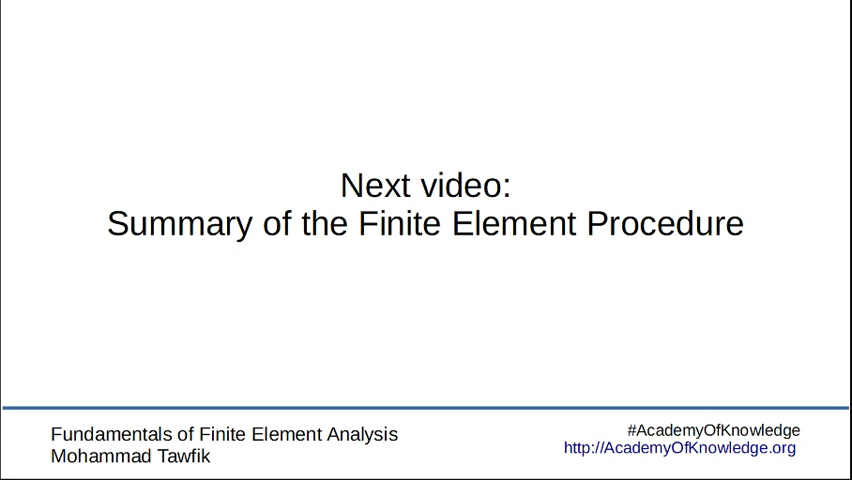 Next video:
Summary of the Finite Element Procedure
Fundamentals of Finite Element Analysis
Mohammad Tawfik
#AcademyOfKnowledge
http://AcademyOfKnowledge.org